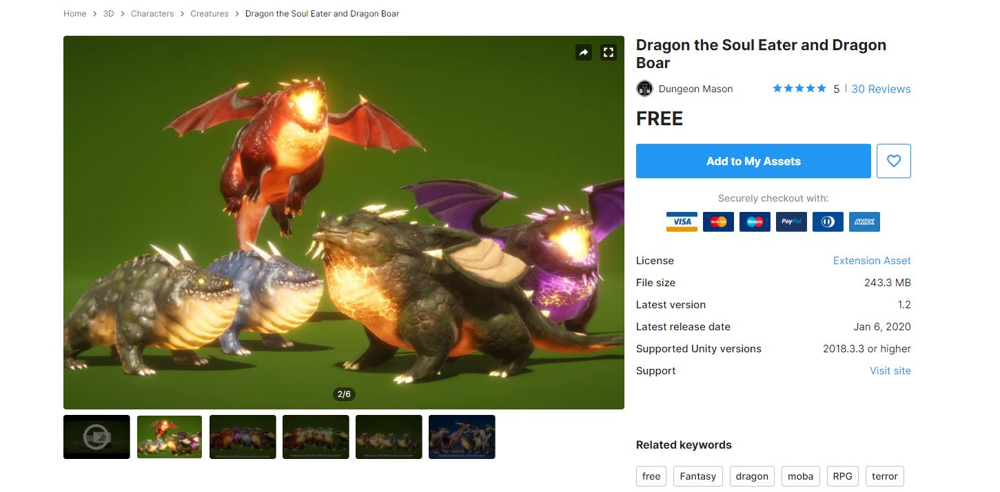 Home > 3D > Characters > Creatures > Dragon the Soul Eater and Dragon Boar
Dragon the Soul Eater and Dragon
Boar
Dungeon Mason
5 | 30 Reviews
FREE
Add to My Assets
Securely checkout with:
VISA
MasterCard
Maestro
PayPal
AMEX
License
Extension Asset
File size
243.3 MB
Latest version
1.2
Latest release date
Jan 6, 2020
Supported Unity versions
2018.3.3 or higher
Support
Visit site
2/6
Related keywords
free
Fantasy
dragon
moba
RPG
terror